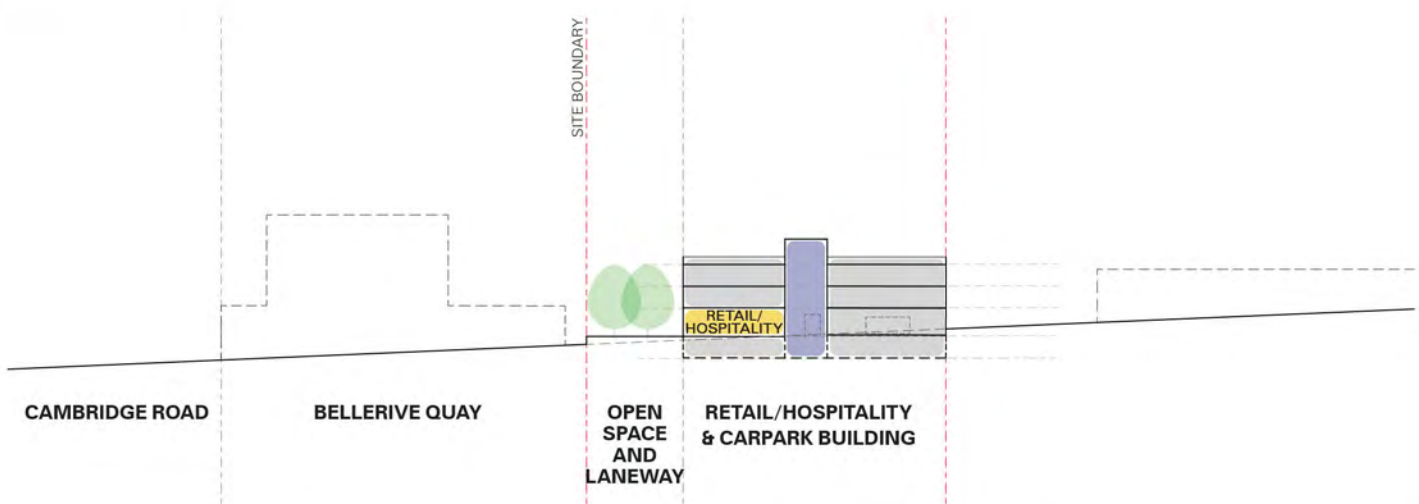 SITE BOUNDARY
RETAIL/
HOSPITALITY
CAMBRIDGE ROAD
BELLERIVE QUAY
OPEN
SPACE
AND
LANEWAY
RETAIL/HOSPITALITY
& CARPARK BUILDING